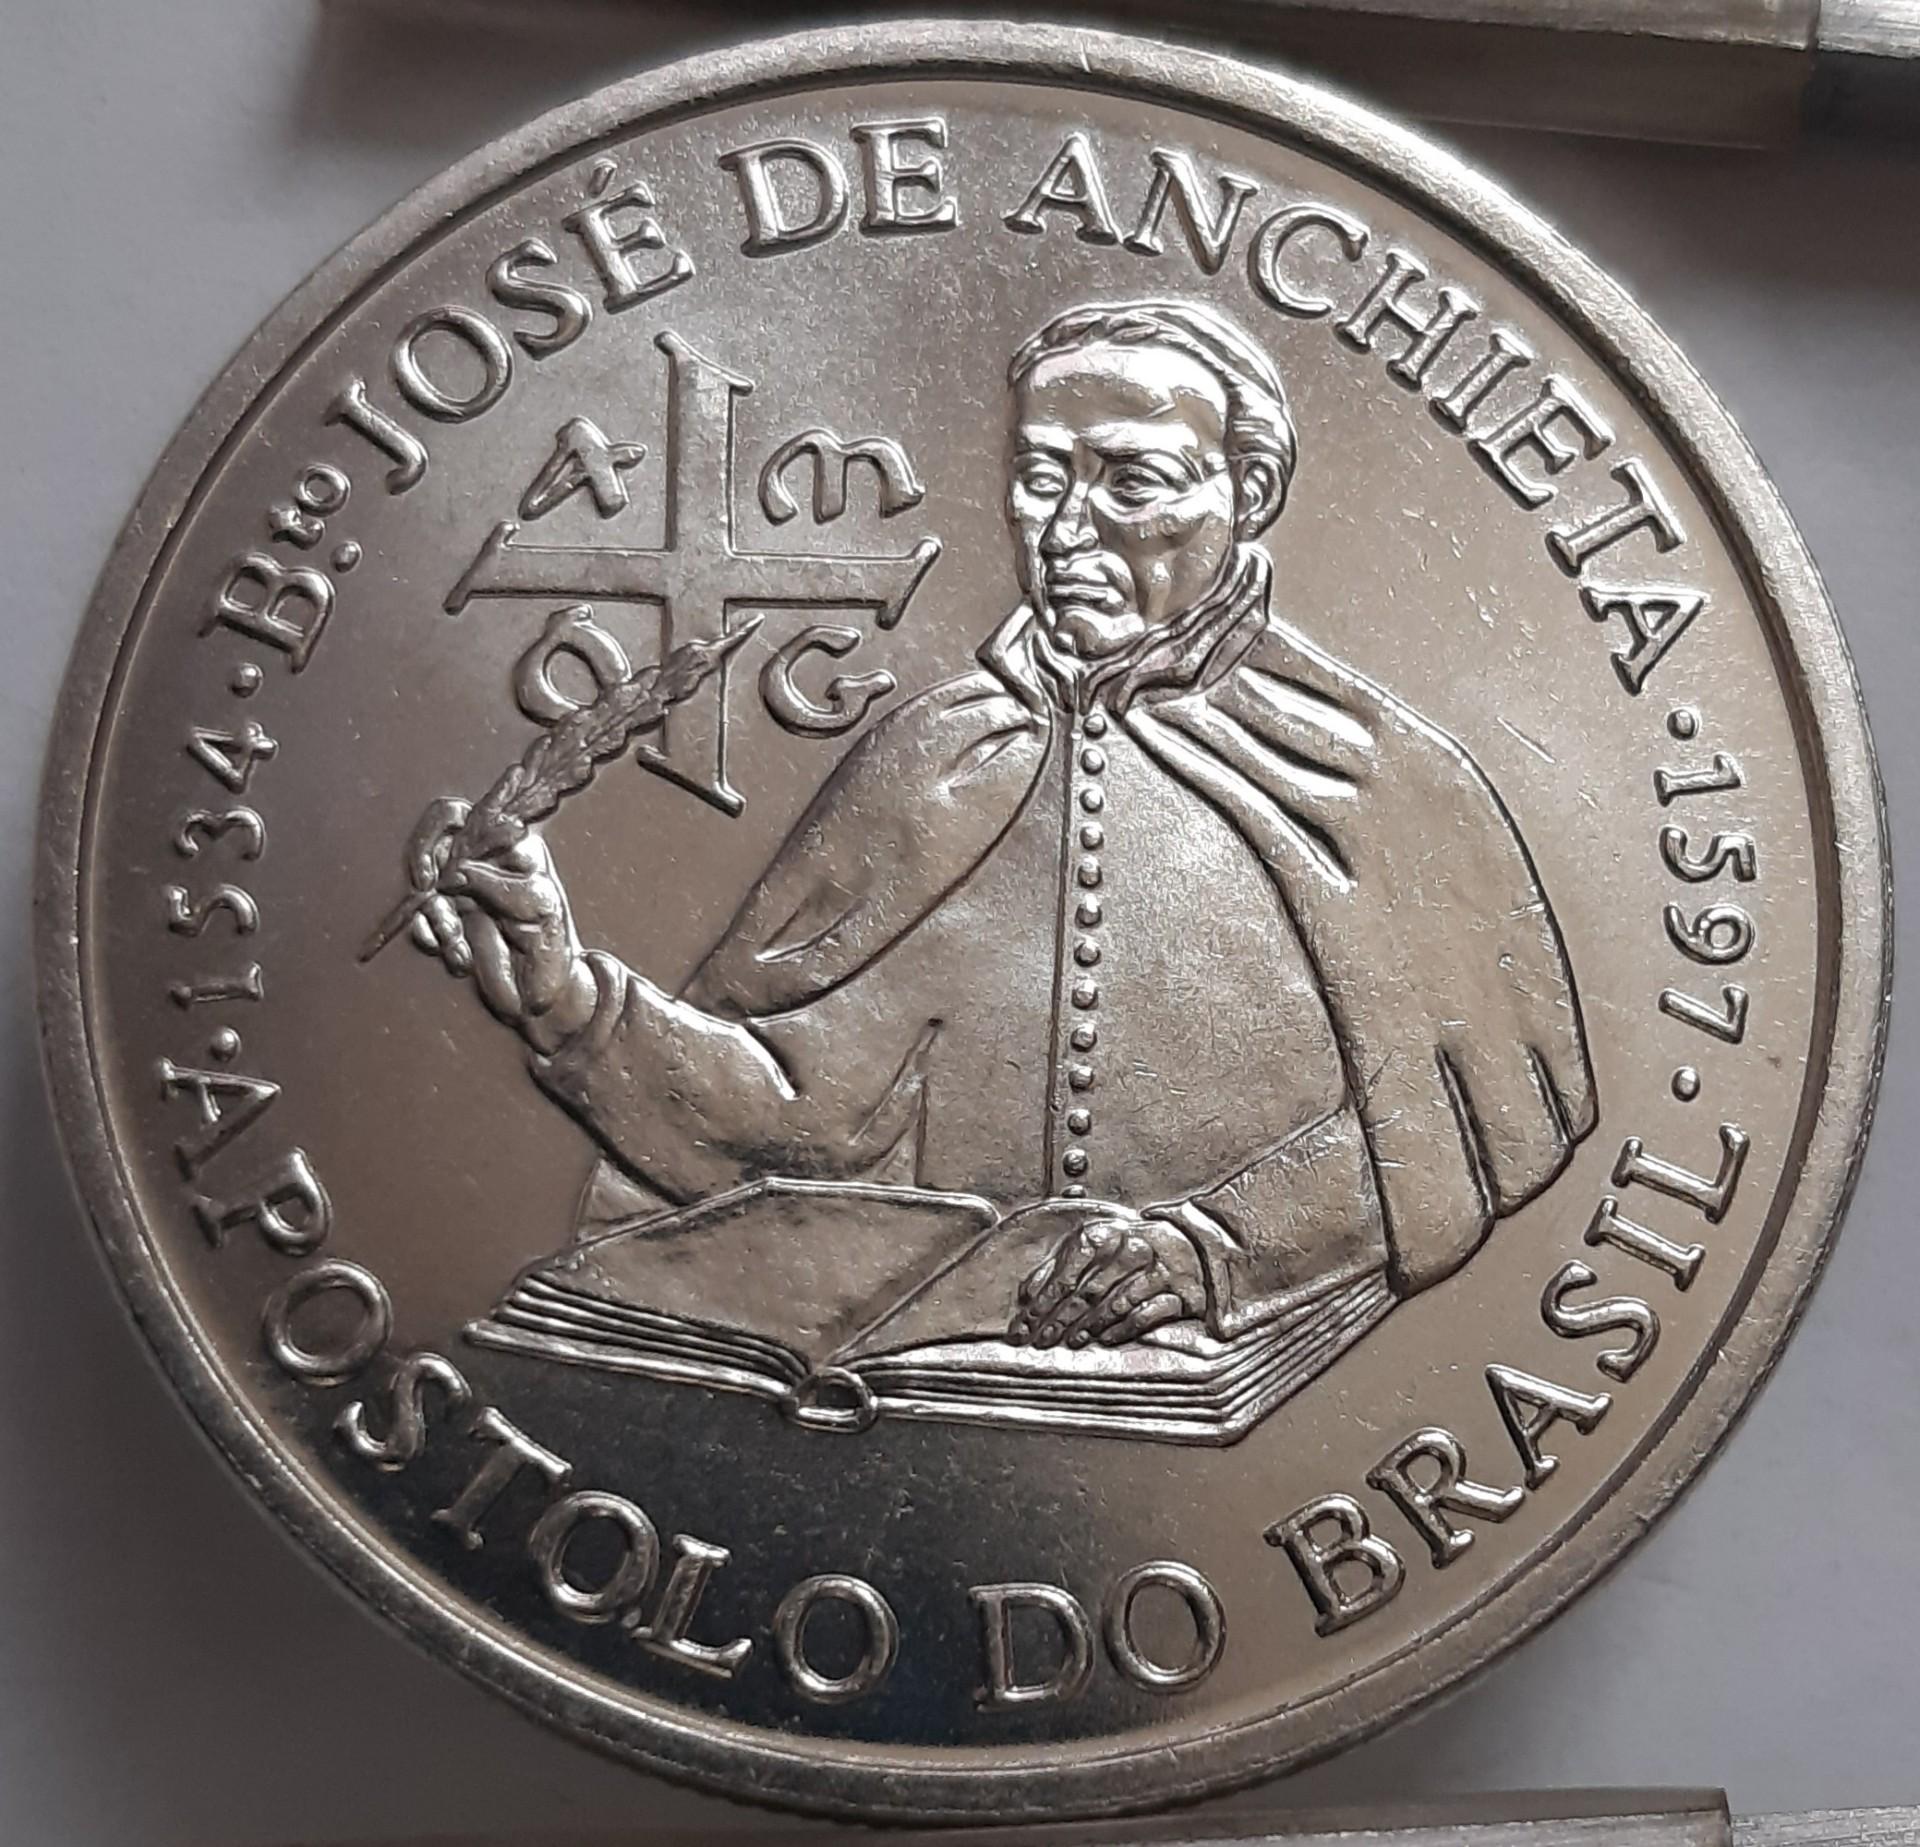 · 1534 · B.to JOSÉ DE ANCHIETA · 1597 ·
A M
O G
APOSTOLO DO BRASIL